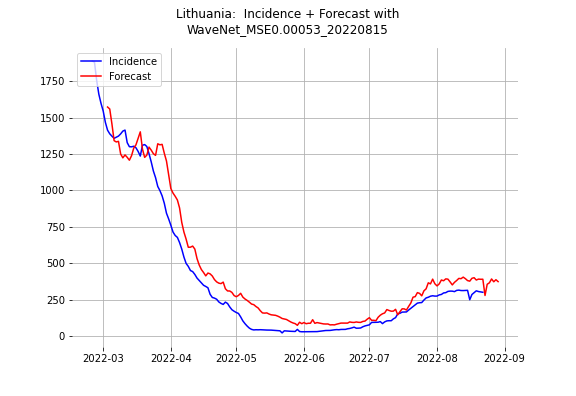 Lithuania:  Incidence + Forecast with
WaveNet_MSE0.00053_20220815
Incidence
Forecast
1750
1500
1250
1000
750
500
250
0
2022-03 2022-04 2022-05 2022-06 2022-07 2022-08 2022-09